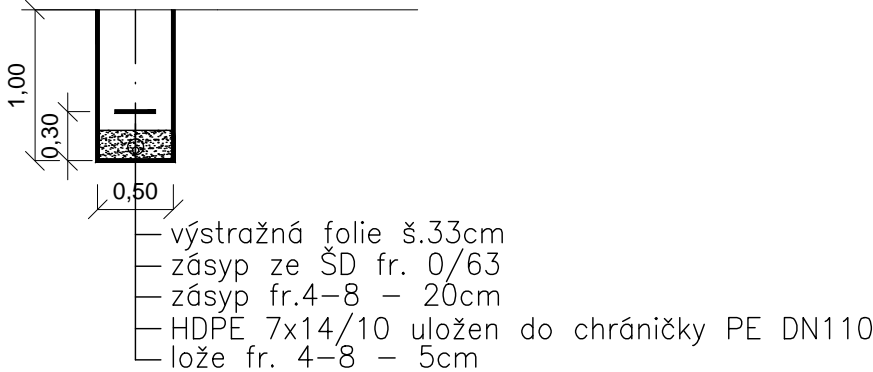 1,00
0,30
0,50
výstražná folie š.33cm
zásyp ze ŠD fr. 0/63
zásyp fr.4-8 - 20cm
HDPE 7x14/10 uložen do chráničky PE DN110
lože fr. 4-8 - 5cm